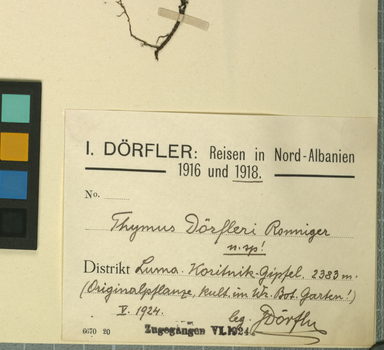 I. DÖRFLER: Reisen in Nord-Albanien
1916 und 1918.
No.
Thymus Dörfleri Ronniger
n. sp!
Distrikt Luma. Koritnik-Gipfel. 2383 m.
(Originalpflanze, kult. im Wr. Bot. Garten!)
V. 1924. leg. Dörfler
6670 20 Zugegangen VI.1924